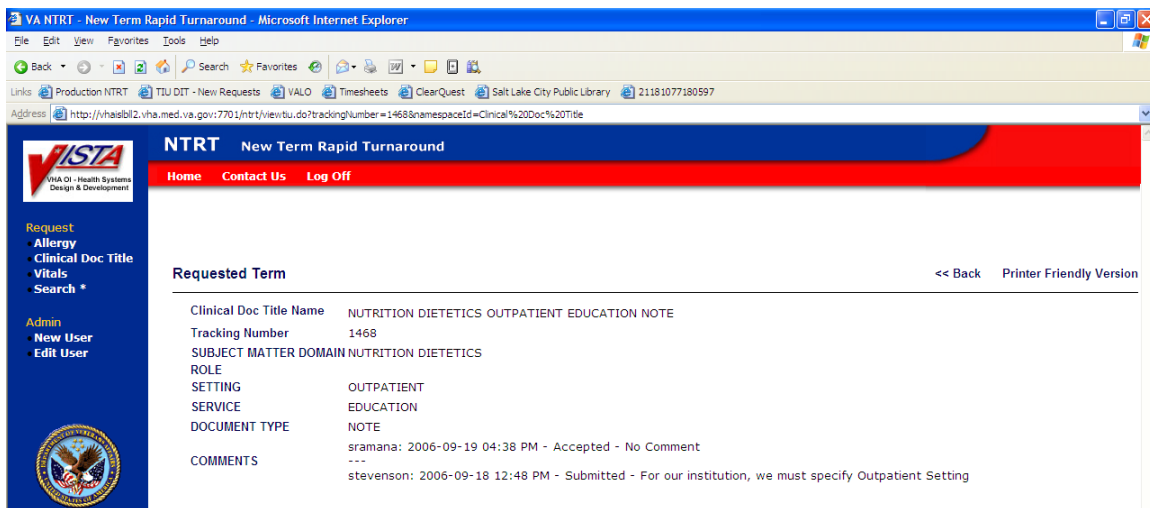 VA NTRT - New Term Rapid Turnaround - Microsoft Internet Explorer
File Edit View Favorites Tools Help
Back Search Favorites
Links Production NTRT TIU DIT - New Requests VALO Timesheets ClearQuest Salt Lake City Public Library 21181077180597
Address http://vhaislbll2.vha.med.va.gov:7701/ntrt/viewtiu.do?trackingNumber=1468&namespaceId=Clinical%20Doc%20Title
VISTA
VHA OI - Health Systems
Design & Development
NTRT New Term Rapid Turnaround
Home Contact Us Log Off
Request
Allergy
Clinical Doc Title
Vitals
Search *
Admin
New User
Edit User
Requested Term << Back Printer Friendly Version
Clinical Doc Title Name NUTRITION DIETETICS OUTPATIENT EDUCATION NOTE
Tracking Number 1468
SUBJECT MATTER DOMAIN NUTRITION DIETETICS
ROLE
SETTING OUTPATIENT
SERVICE EDUCATION
DOCUMENT TYPE NOTE
COMMENTS sramana: 2006-09-19 04:38 PM - Accepted - No Comment
---
stevenson: 2006-09-18 12:48 PM - Submitted - For our institution, we must specify Outpatient Setting